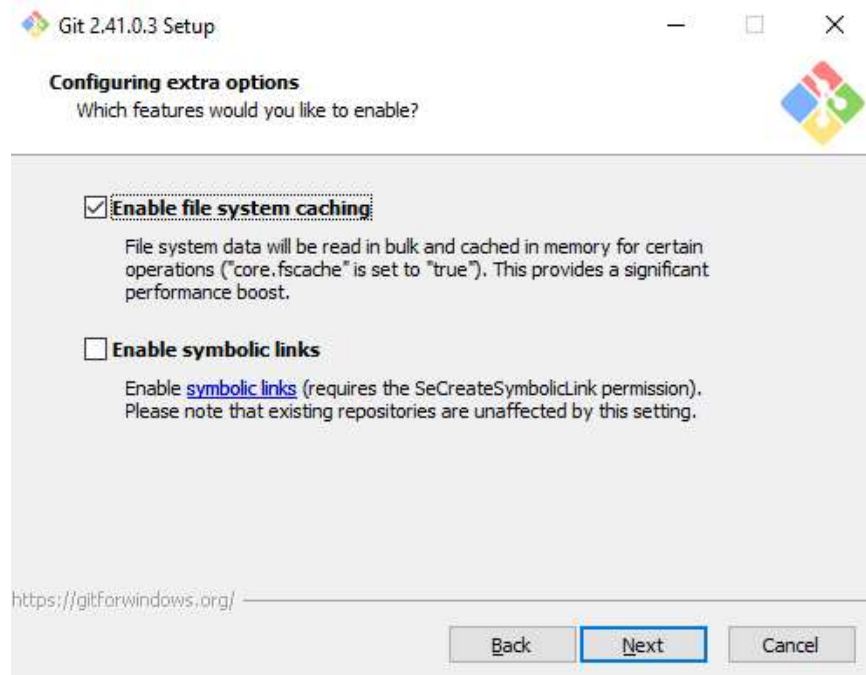 Git 2.41.0.3 Setup
Configuring extra options
Which features would you like to enable?
Enable file system caching
File system data will be read in bulk and cached in memory for certain
operations ("core.fscache" is set to "true"). This provides a significant
performance boost.
Enable symbolic links
Enable symbolic links (requires the SeCreateSymbolicLink permission).
Please note that existing repositories are unaffected by this setting.
https://gitforwindows.org/
Back Next Cancel